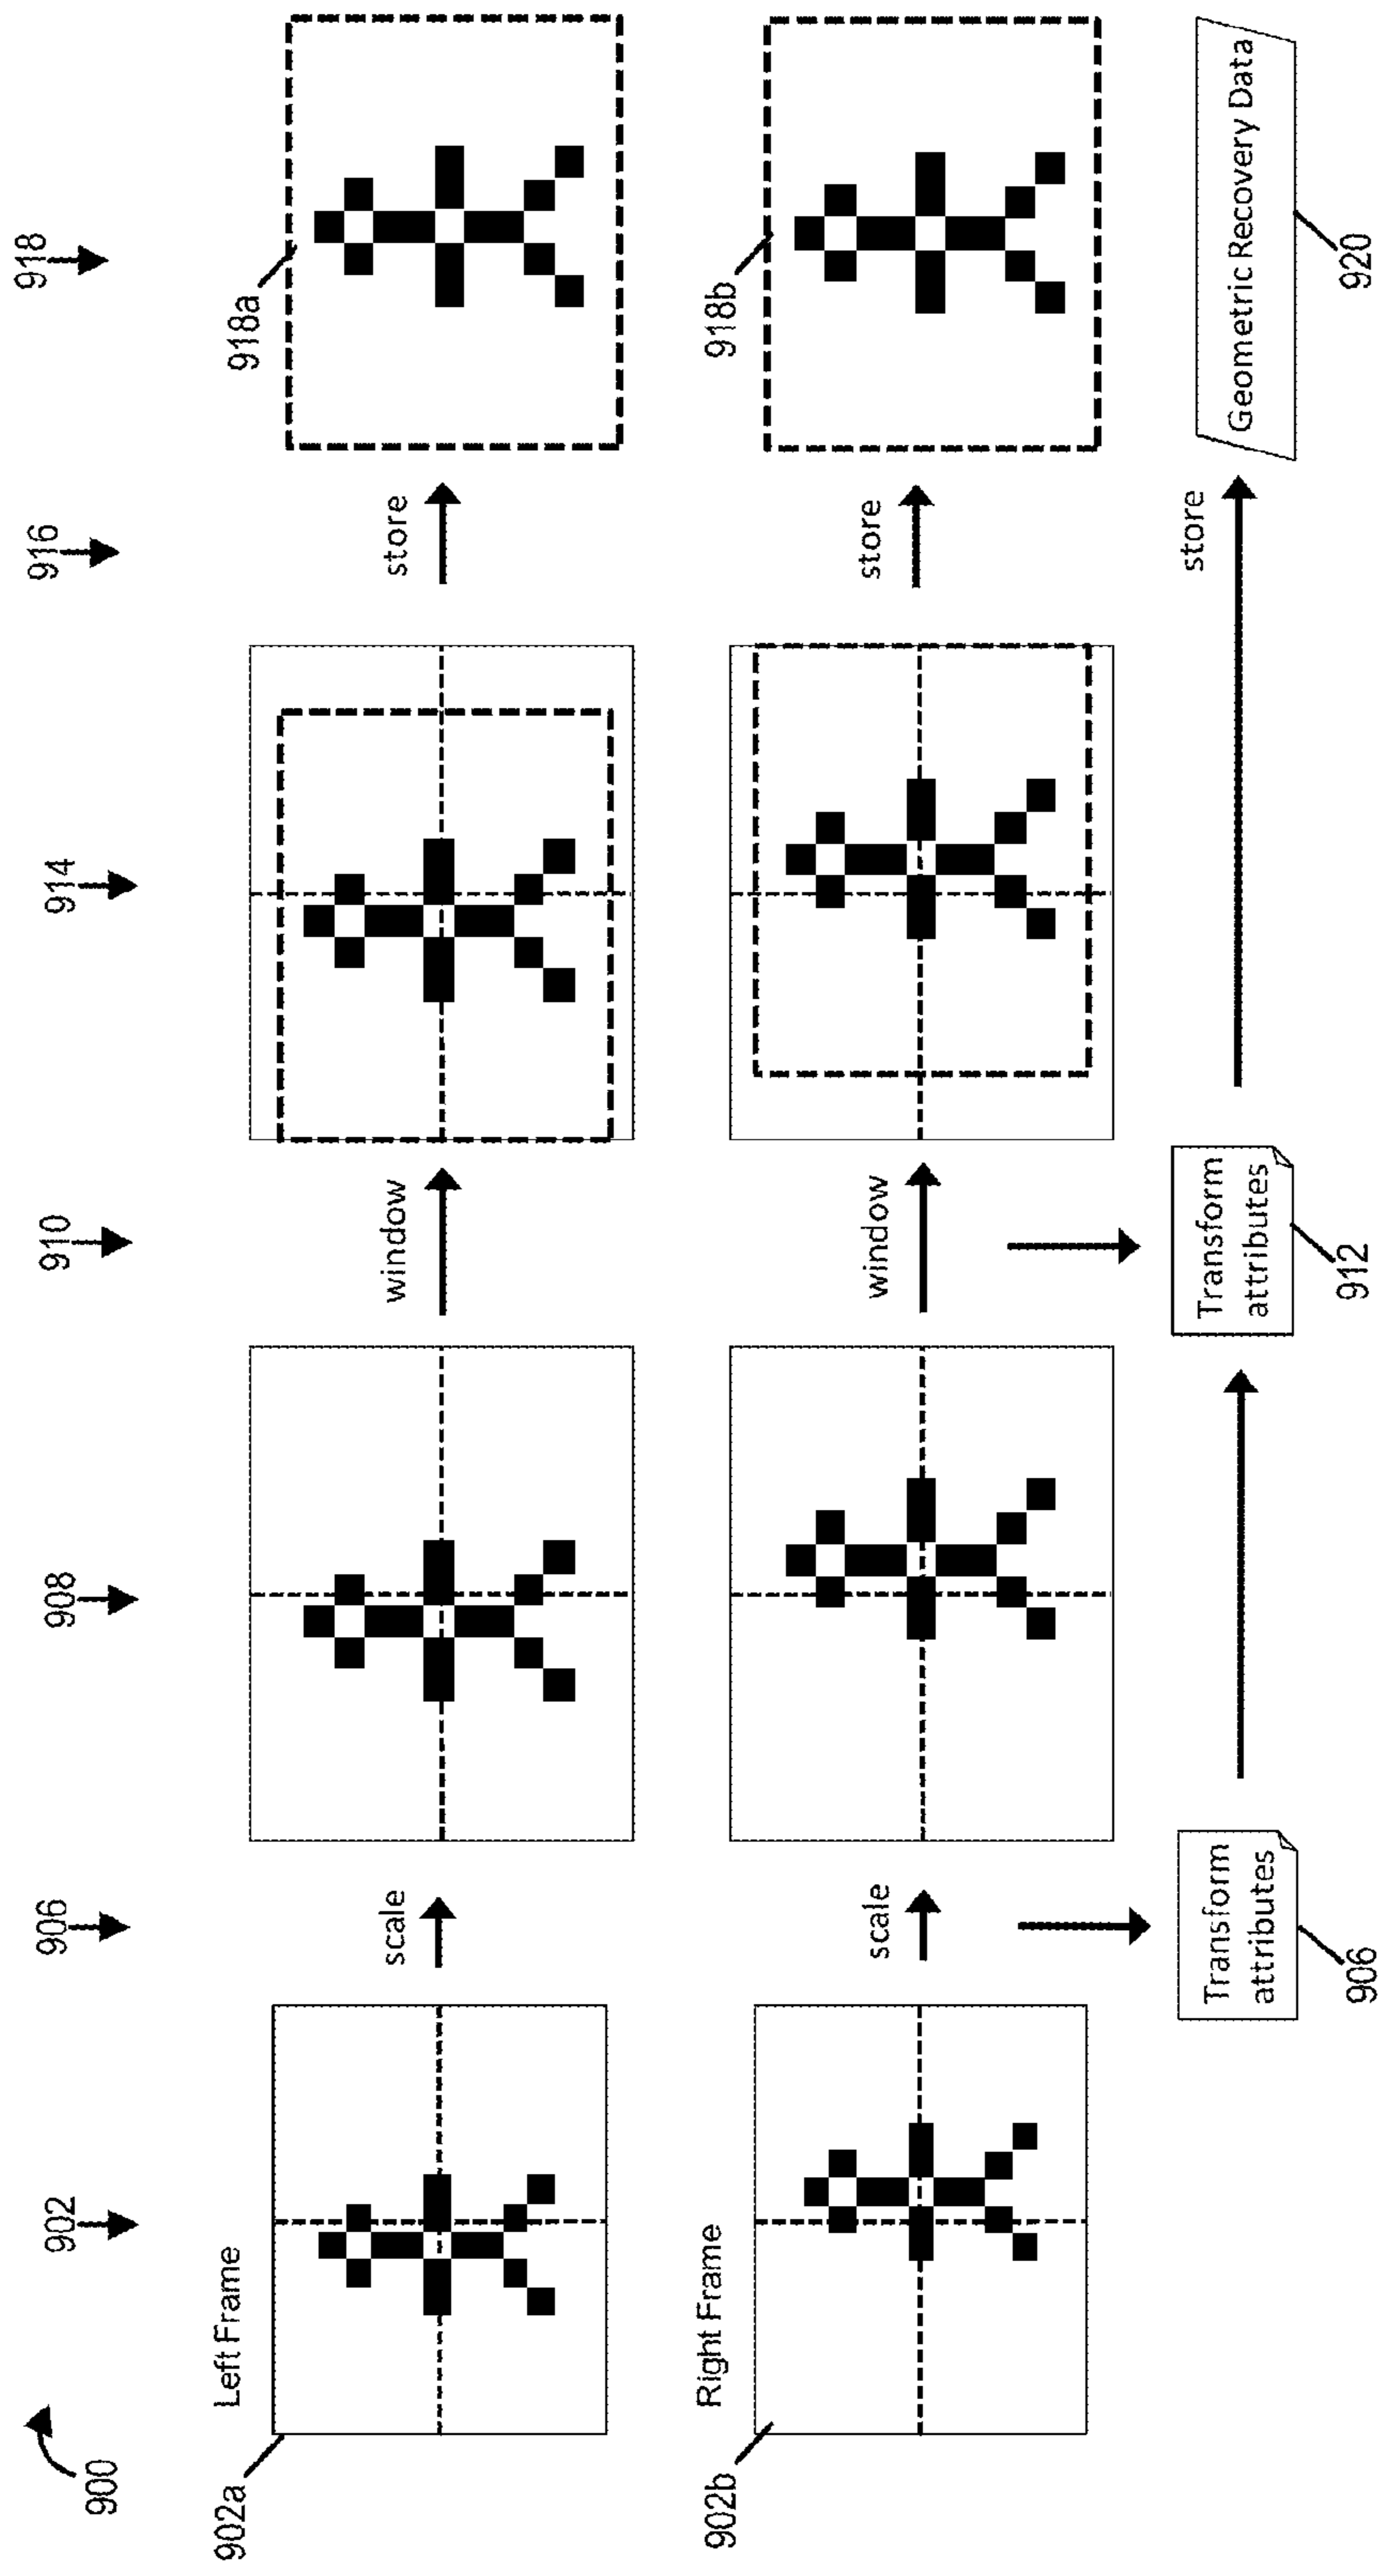 900
902
906
908
910
914
916
918
Left Frame
902a
scale
window
store
918a
Right Frame
902b
scale
window
store
918b
Transform
attributes
906
Transform
attributes
912
store
Geometric Recovery Data
920